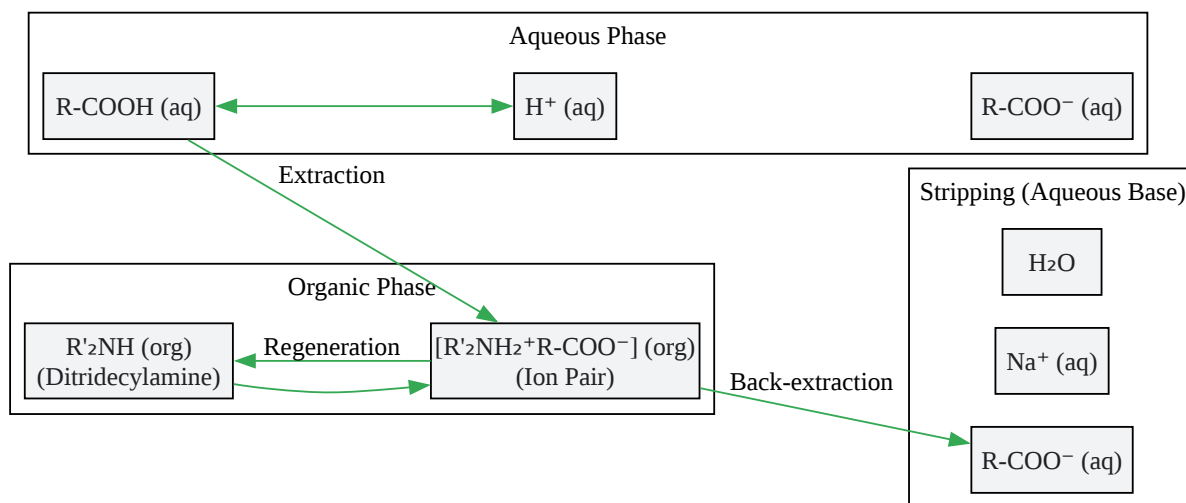 Aqueous Phase
R-COOH (aq)
H⁺ (aq)
R-COO⁻ (aq)
Extraction
Stripping (Aqueous Base)
H₂O
Organic Phase
R'₂NH (org)
(Ditridecylamine)
Regeneration
[R'₂NH₂⁺R-COO⁻] (org)
(Ion Pair)
Back-extraction
Na⁺ (aq)
R-COO⁻ (aq)